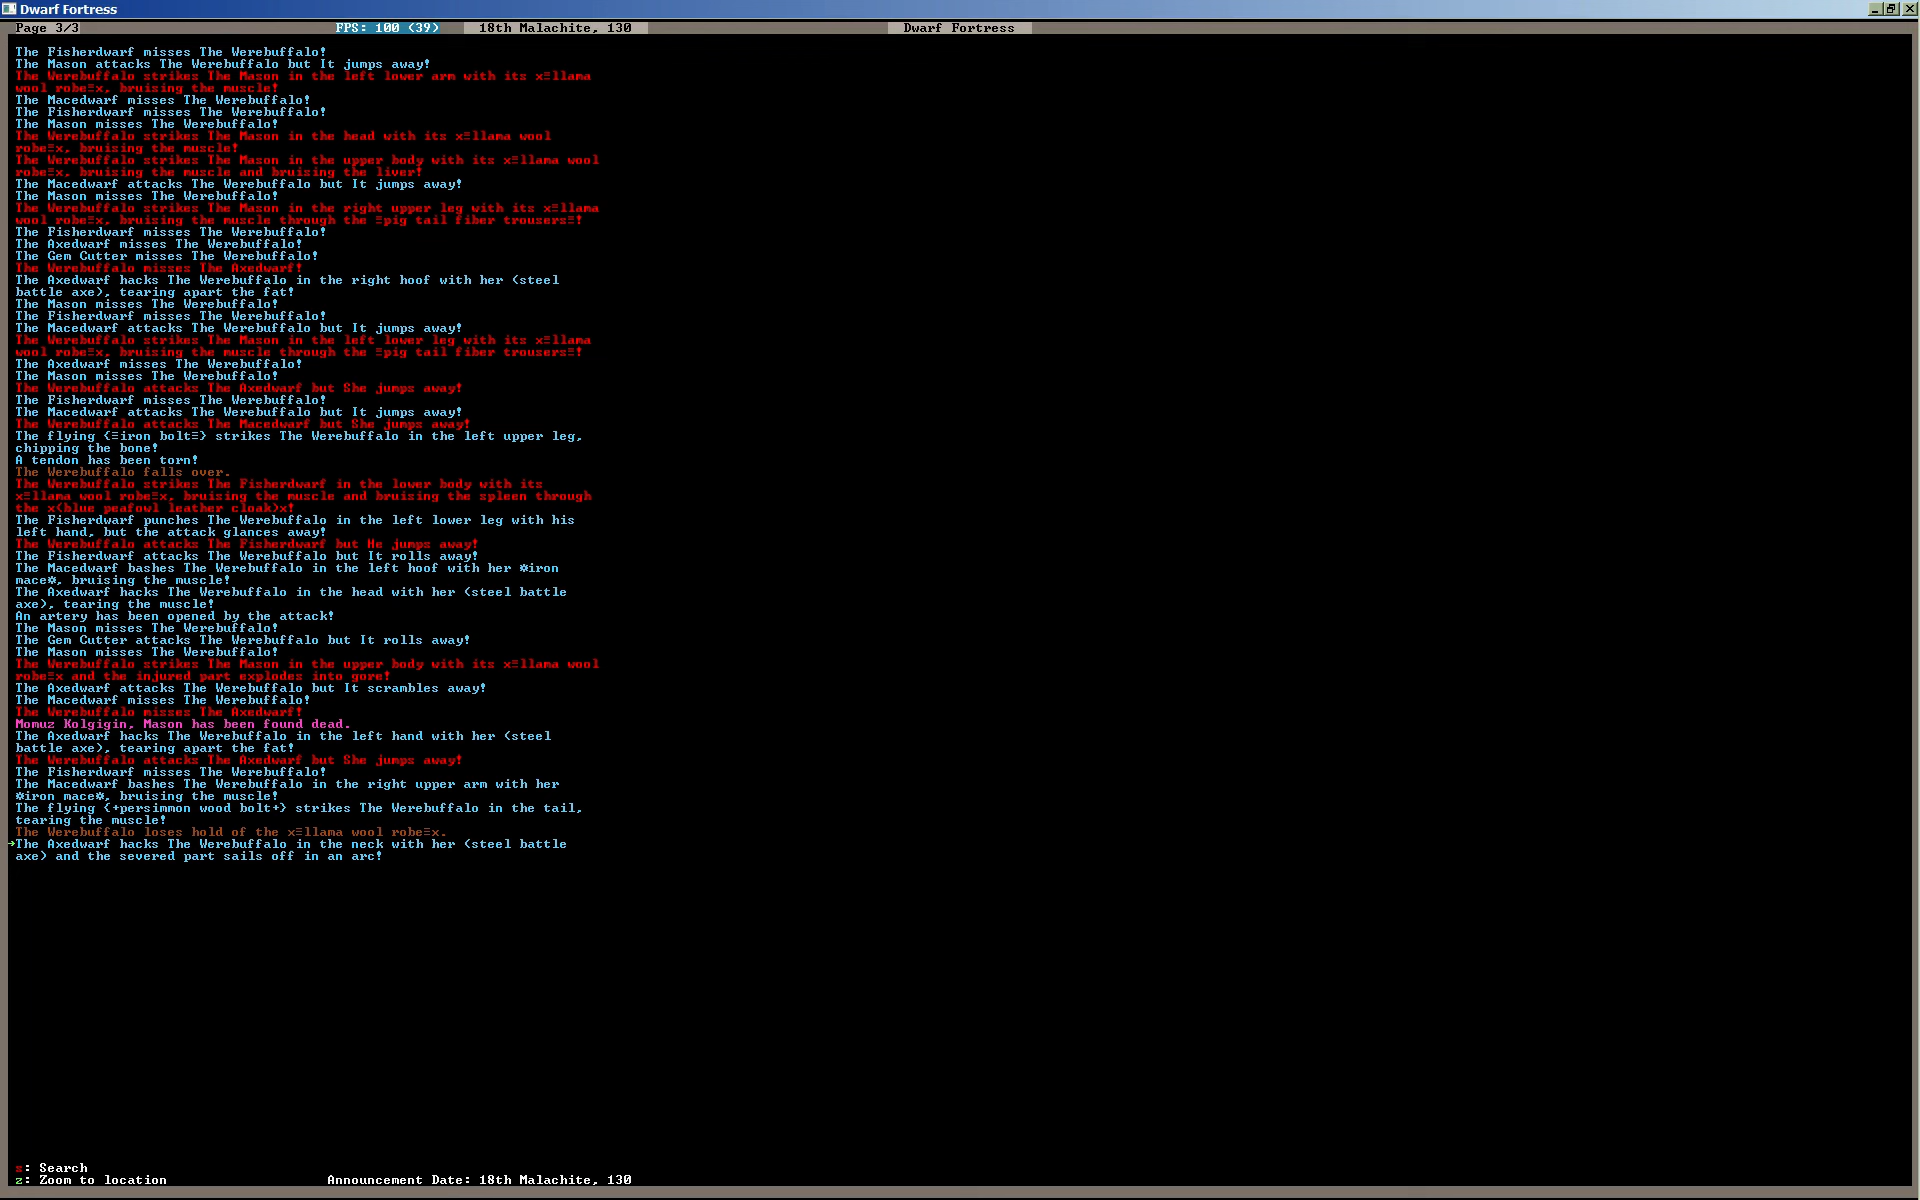 Dwarf Fortress
Page 3/3 FPS: 100 (39) 18th Malachite, 130 Dwarf Fortress
The Fisherdwarf misses The Werebuffalo!
The Mason attacks The Werebuffalo but It jumps away!
The Werebuffalo strikes The Mason in the left lower arm with its x≡llama
wool robe≡x, bruising the muscle!
The Macedwarf misses The Werebuffalo!
The Fisherdwarf misses The Werebuffalo!
The Mason misses The Werebuffalo!
The Werebuffalo strikes The Mason in the head with its x≡llama wool
robe≡x, bruising the muscle!
The Werebuffalo strikes The Mason in the upper body with its x≡llama wool
robe≡x, bruising the muscle and bruising the liver!
The Macedwarf attacks The Werebuffalo but It jumps away!
The Mason misses The Werebuffalo!
The Werebuffalo strikes The Mason in the right upper leg with its x≡llama
wool robe≡x, bruising the muscle through the ≡pig tail fiber trousers≡!
The Fisherdwarf misses The Werebuffalo!
The Axedwarf misses The Werebuffalo!
The Gem Cutter misses The Werebuffalo!
The Werebuffalo misses The Axedwarf!
The Axedwarf hacks The Werebuffalo in the right hoof with her (steel
battle axe), tearing apart the fat!
The Mason misses The Werebuffalo!
The Fisherdwarf misses The Werebuffalo!
The Macedwarf attacks The Werebuffalo but It jumps away!
The Werebuffalo strikes The Mason in the left lower leg with its x≡llama
wool robe≡x, bruising the muscle through the ≡pig tail fiber trousers≡!
The Axedwarf misses The Werebuffalo!
The Mason misses The Werebuffalo!
The Werebuffalo attacks The Axedwarf but She jumps away!
The Fisherdwarf misses The Werebuffalo!
The Macedwarf attacks The Werebuffalo but It jumps away!
The Werebuffalo attacks The Macedwarf but She jumps away!
The flying {≡iron bolt≡} strikes The Werebuffalo in the left upper leg,
chipping the bone!
A tendon has been torn!
The Werebuffalo falls over.
The Werebuffalo strikes The Fisherdwarf in the lower body with its
x≡llama wool robe≡x, bruising the muscle and bruising the spleen through
the x(blue peafowl leather cloak)x!
The Fisherdwarf punches The Werebuffalo in the left lower leg with his
left hand, but the attack glances away!
The Werebuffalo attacks The Fisherdwarf but He jumps away!
The Fisherdwarf attacks The Werebuffalo but It rolls away!
The Macedwarf bashes The Werebuffalo in the left hoof with her ☼iron
mace☼, bruising the muscle!
The Axedwarf hacks The Werebuffalo in the head with her (steel battle
axe), tearing the muscle!
An artery has been opened by the attack!
The Mason misses The Werebuffalo!
The Gem Cutter attacks The Werebuffalo but It rolls away!
The Mason misses The Werebuffalo!
The Werebuffalo strikes The Mason in the upper body with its x≡llama wool
robe≡x and the injured part explodes into gore!
The Axedwarf attacks The Werebuffalo but It scrambles away!
The Macedwarf misses The Werebuffalo!
The Werebuffalo misses The Axedwarf!
Momuz Kolgigin, Mason has been found dead.
The Axedwarf hacks The Werebuffalo in the left hand with her (steel
battle axe), tearing apart the fat!
The Werebuffalo attacks The Axedwarf but She jumps away!
The Fisherdwarf misses The Werebuffalo!
The Macedwarf bashes The Werebuffalo in the right upper arm with her
☼iron mace☼, bruising the muscle!
The flying {+persimmon wood bolt+} strikes The Werebuffalo in the tail,
tearing the muscle!
The Werebuffalo loses hold of the x≡llama wool robe≡x.
→The Axedwarf hacks The Werebuffalo in the neck with her (steel battle
axe) and the severed part sails off in an arc!
s: Search
z: Zoom to location Announcement Date: 18th Malachite, 130